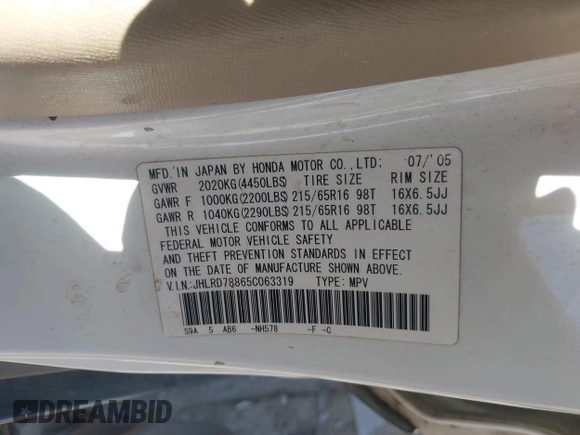 MFD. IN JAPAN BY HONDA MOTOR CO.,LTD: 07/'05
GVWR 2020KG(4450LBS) TIRE SIZE RIM SIZE
GAWR F 1000KG(2200LBS) 215/65R16 98T 16X6.5JJ
GAWR R 1040KG(2290LBS) 215/65R16 98T 16X6.5JJ
THIS VEHICLE CONFORMS TO ALL APPLICABLE
FEDERAL MOTOR VEHICLE SAFETY
AND THEFT PREVENTION STANDARDS IN EFFECT
ON THE DATE OF MANUFACTURE SHOWN ABOVE.
V.I.N:JHLRD78865C063319 TYPE: MPV
S9A 5 AB6 -NH578 -F -C
DREAMBID